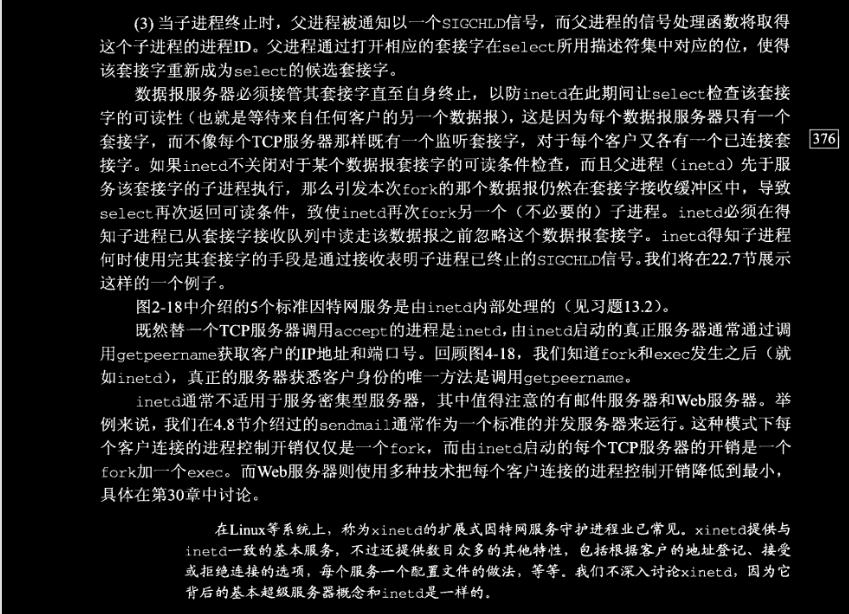 (3) 当子进程终止时，父进程被通知以一个SIGCHLD信号，而父进程的信号处理函数将取得
这个子进程的进程ID。父进程通过打开相应的套接字在select所用描述符集中对应的位，使得
该套接字重新成为select的候选套接字。
数据报服务器必须接管其套接字直至自身终止，以防inetd在此期间让select检查该套接
字的可读性（也就是等待来自任何客户的另一个数据报），这是因为每个数据报服务器只有一个
套接字，而不像每个TCP服务器那样既有一个监听套接字，对于每个客户又各有一个已连接套
376
接字。如果inetd不关闭对于某个数据报套接字的可读条件检查，而且父进程（inetd）先于服
务该套接字的子进程执行，那么引发本次fork的那个数据报仍然在套接字接收缓冲区中，导致
select再次返回可读条件，致使inetd再次fork另一个（不必要的）子进程。inetd必须在得
知子进程已从套接字接收队列中读走该数据报之前忽略这个数据报套接字。inetd得知子进程
何时使用完其套接字的手段是通过接收表明子进程已终止的SIGCHLD信号。我们将在22.7节展示
这样的一个例子。
图2-18中介绍的5个标准因特网服务是由inetd内部处理的（见习题13.2）。
既然替一个TCP服务器调用accept的进程是inetd，由inetd启动的真正服务器通常通过调
用getpeername获取客户的IP地址和端口号。回顾图4-18，我们知道fork和exec发生之后（就
如inetd），真正的服务器获悉客户身份的唯一方法是调用getpeername。
inetd通常不适用于服务密集型服务器，其中值得注意的有邮件服务器和Web服务器。举
例来说，我们在4.8节介绍过的sendmail通常作为一个标准的并发服务器来运行。这种模式下每
个客户连接的进程控制开销仅仅是一个fork，而由inetd启动的每个TCP服务器的开销是一个
fork加一个exec。而Web服务器则使用多种技术把每个客户连接的进程控制开销降低到最小，
具体在第30章中讨论。
在Linux等系统上，称为xinetd的扩展式因特网服务守护进程业已常见。xinetd提供与
inetd一致的基本服务，不过还提供数目众多的其他特性，包括根据客户的地址登记、接受
或拒绝连接的选项，每个服务一个配置文件的做法，等等。我们不深入讨论xinetd，因为它
背后的基本超级服务器概念和inetd是一样的。